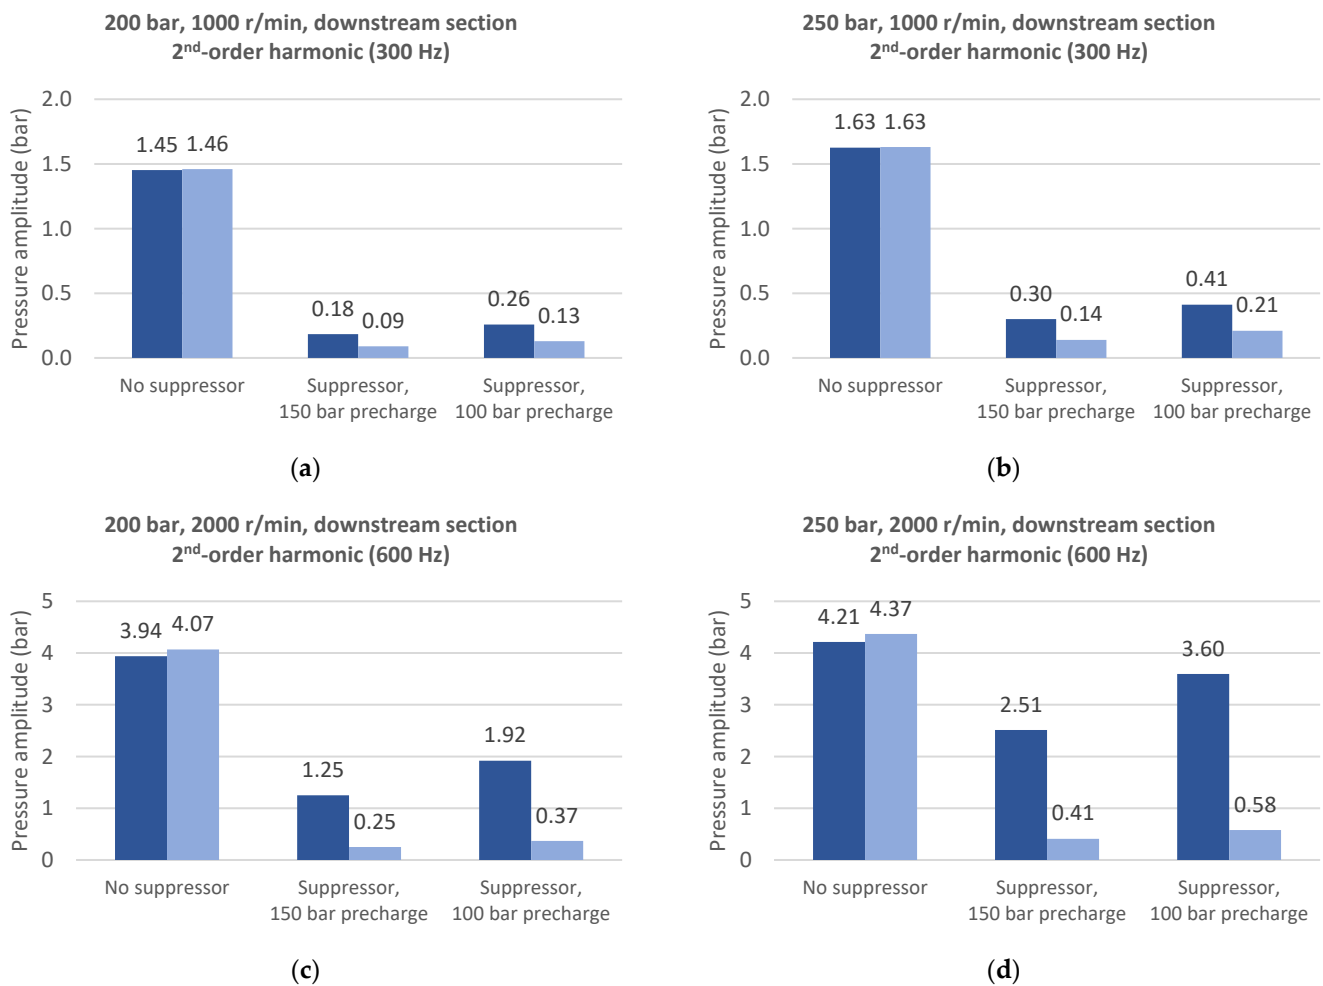 200 bar, 1000 r/min, downstream section
2nd-order harmonic (300 Hz)
Pressure amplitude (bar)
2.0
1.5
1.0
0.5
0.0
1.45 1.46
0.18
0.09
0.26
0.13
No suppressor
Suppressor,
150 bar precharge
Suppressor,
100 bar precharge
(a)
250 bar, 1000 r/min, downstream section
2nd-order harmonic (300 Hz)
Pressure amplitude (bar)
2.0
1.5
1.0
0.5
0.0
1.63 1.63
0.30
0.14
0.41
0.21
No suppressor
Suppressor,
150 bar precharge
Suppressor,
100 bar precharge
(b)
200 bar, 2000 r/min, downstream section
2nd-order harmonic (600 Hz)
Pressure amplitude (bar)
5
4
3
2
1
0
3.94 4.07
1.25
0.25
1.92
0.37
No suppressor
Suppressor,
150 bar precharge
Suppressor,
100 bar precharge
(c)
250 bar, 2000 r/min, downstream section
2nd-order harmonic (600 Hz)
Pressure amplitude (bar)
5
4
3
2
1
0
4.21 4.37
2.51
0.41
3.60
0.58
No suppressor
Suppressor,
150 bar precharge
Suppressor,
100 bar precharge
(d)